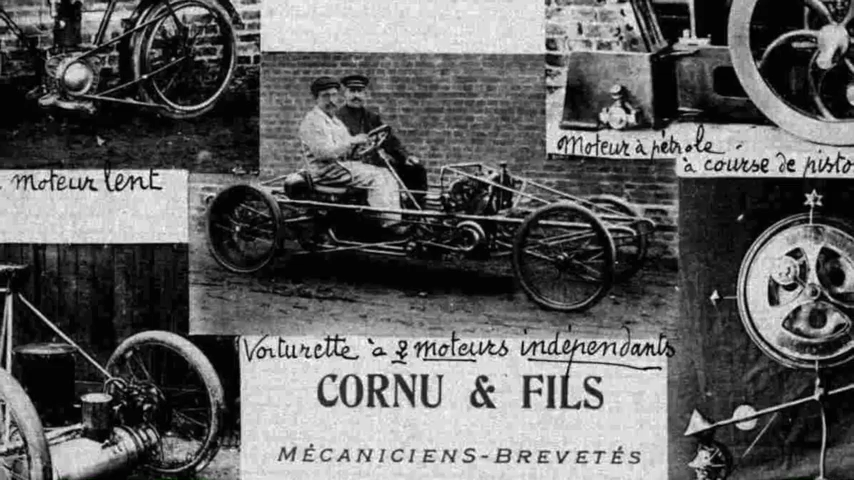 moteur lent
Moteur à pétrole
à course de pisto
Voiturette à 2 moteurs indépendants
CORNU & FILS
MÉCANICIENS-BREVETÉS